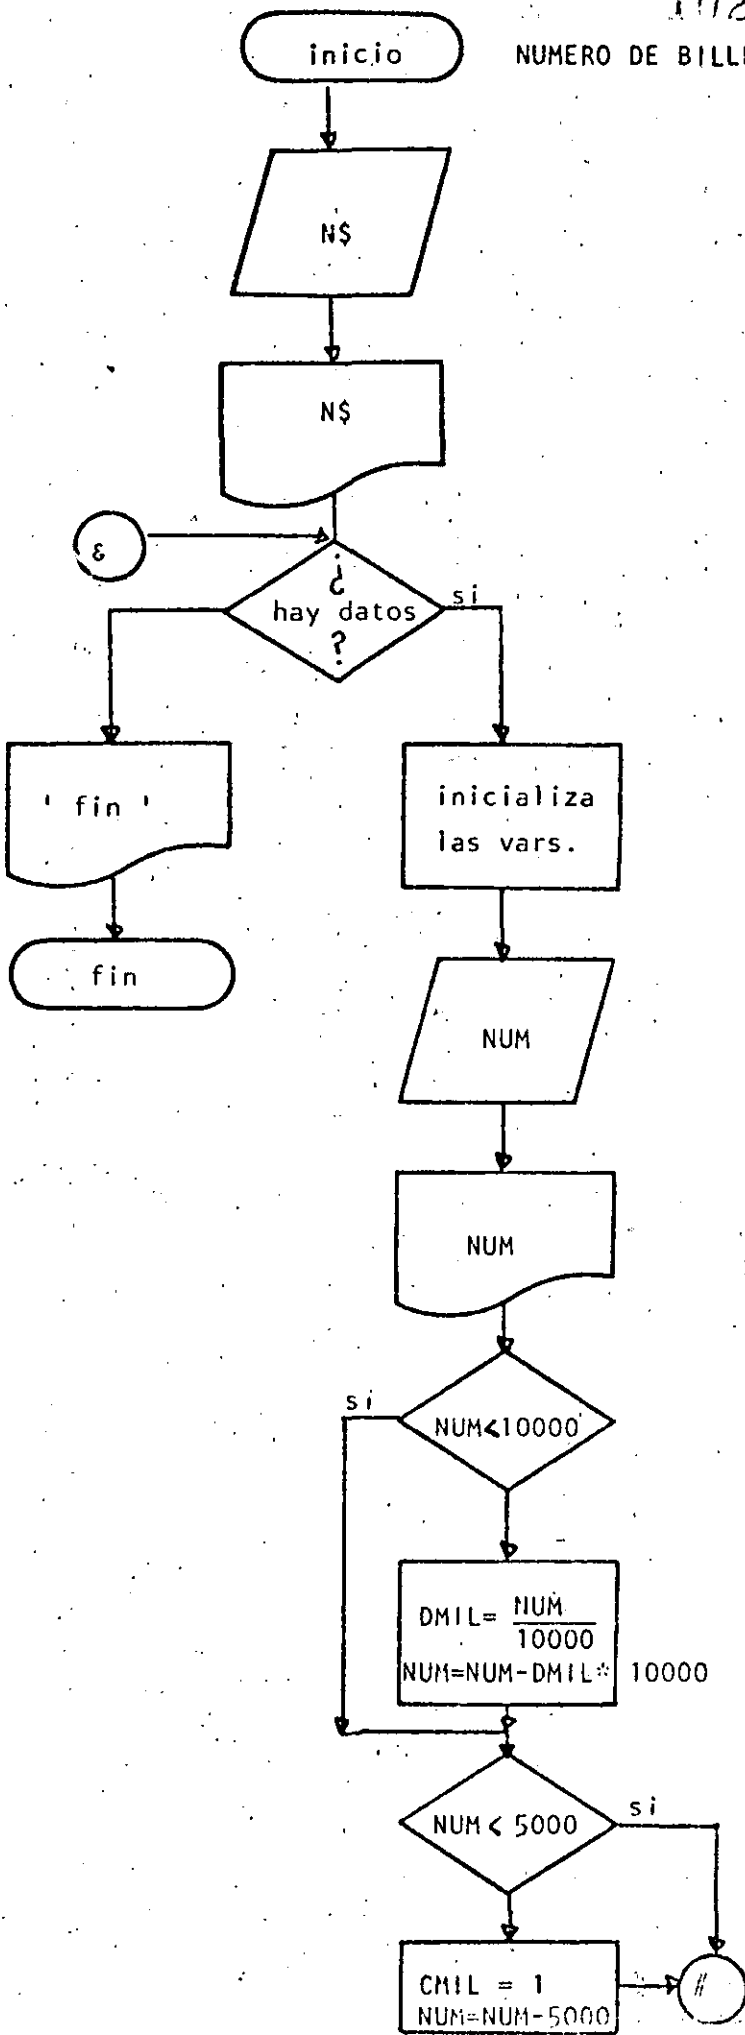 inicio
NUMERO DE BILL
N$
N$
&
¿
hay datos
?
si
' fin '
inicializa
las vars.
fin
NUM
NUM
si
NUM<10000
DMIL= NUM
10000
NUM=NUM-DMIL* 10000
NUM < 5000
si
CMIL = 1
NUM=NUM-5000
#